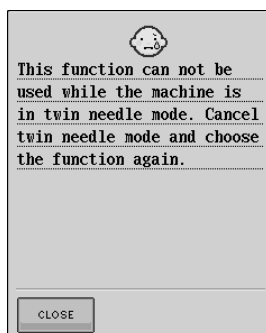 This function can not be
used while the machine is
in twin needle mode. Cancel
twin needle mode and choose
the function again.
CLOSE